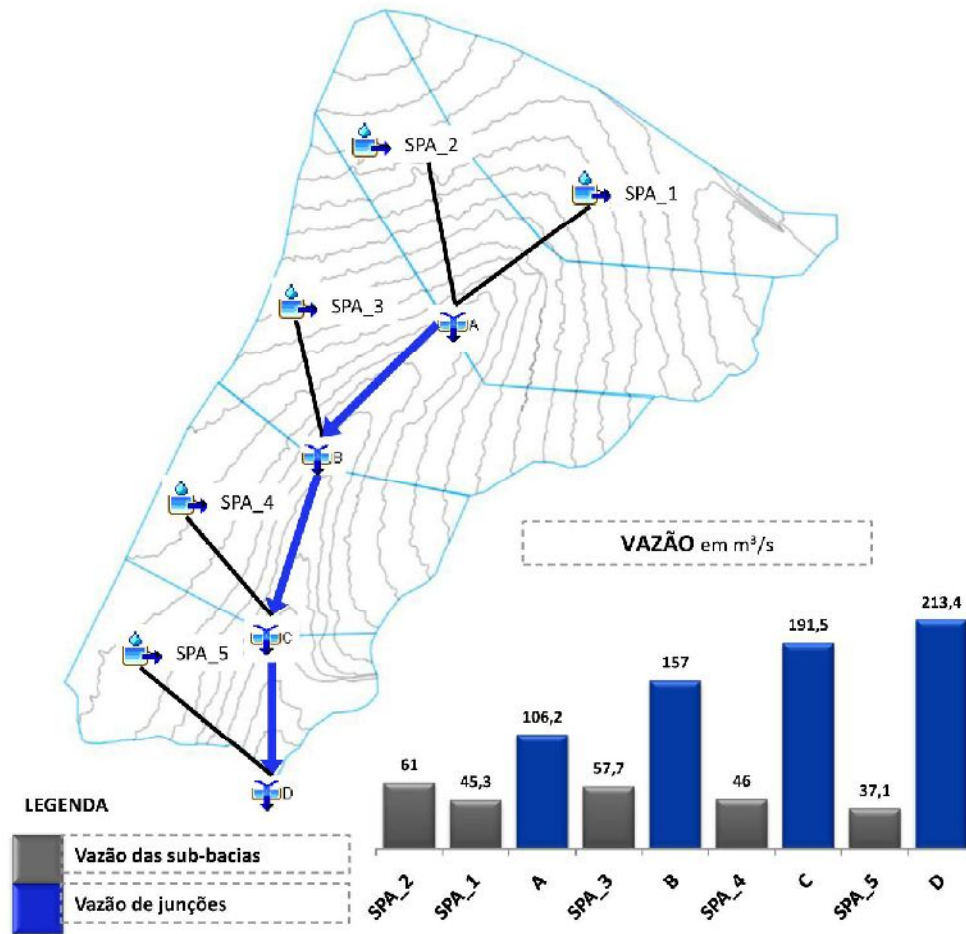 SPA_2
SPA_1
SPA_3
A
B
SPA_4
C
SPA_5
D
VAZÃO em m³/s
61
45,3
106,2
57,7
157
46
191,5
37,1
213,4
SPA_2
SPA_1
A
SPA_3
B
SPA_4
C
SPA_5
D
LEGENDA
Vazão das sub-bacias
Vazão de junções